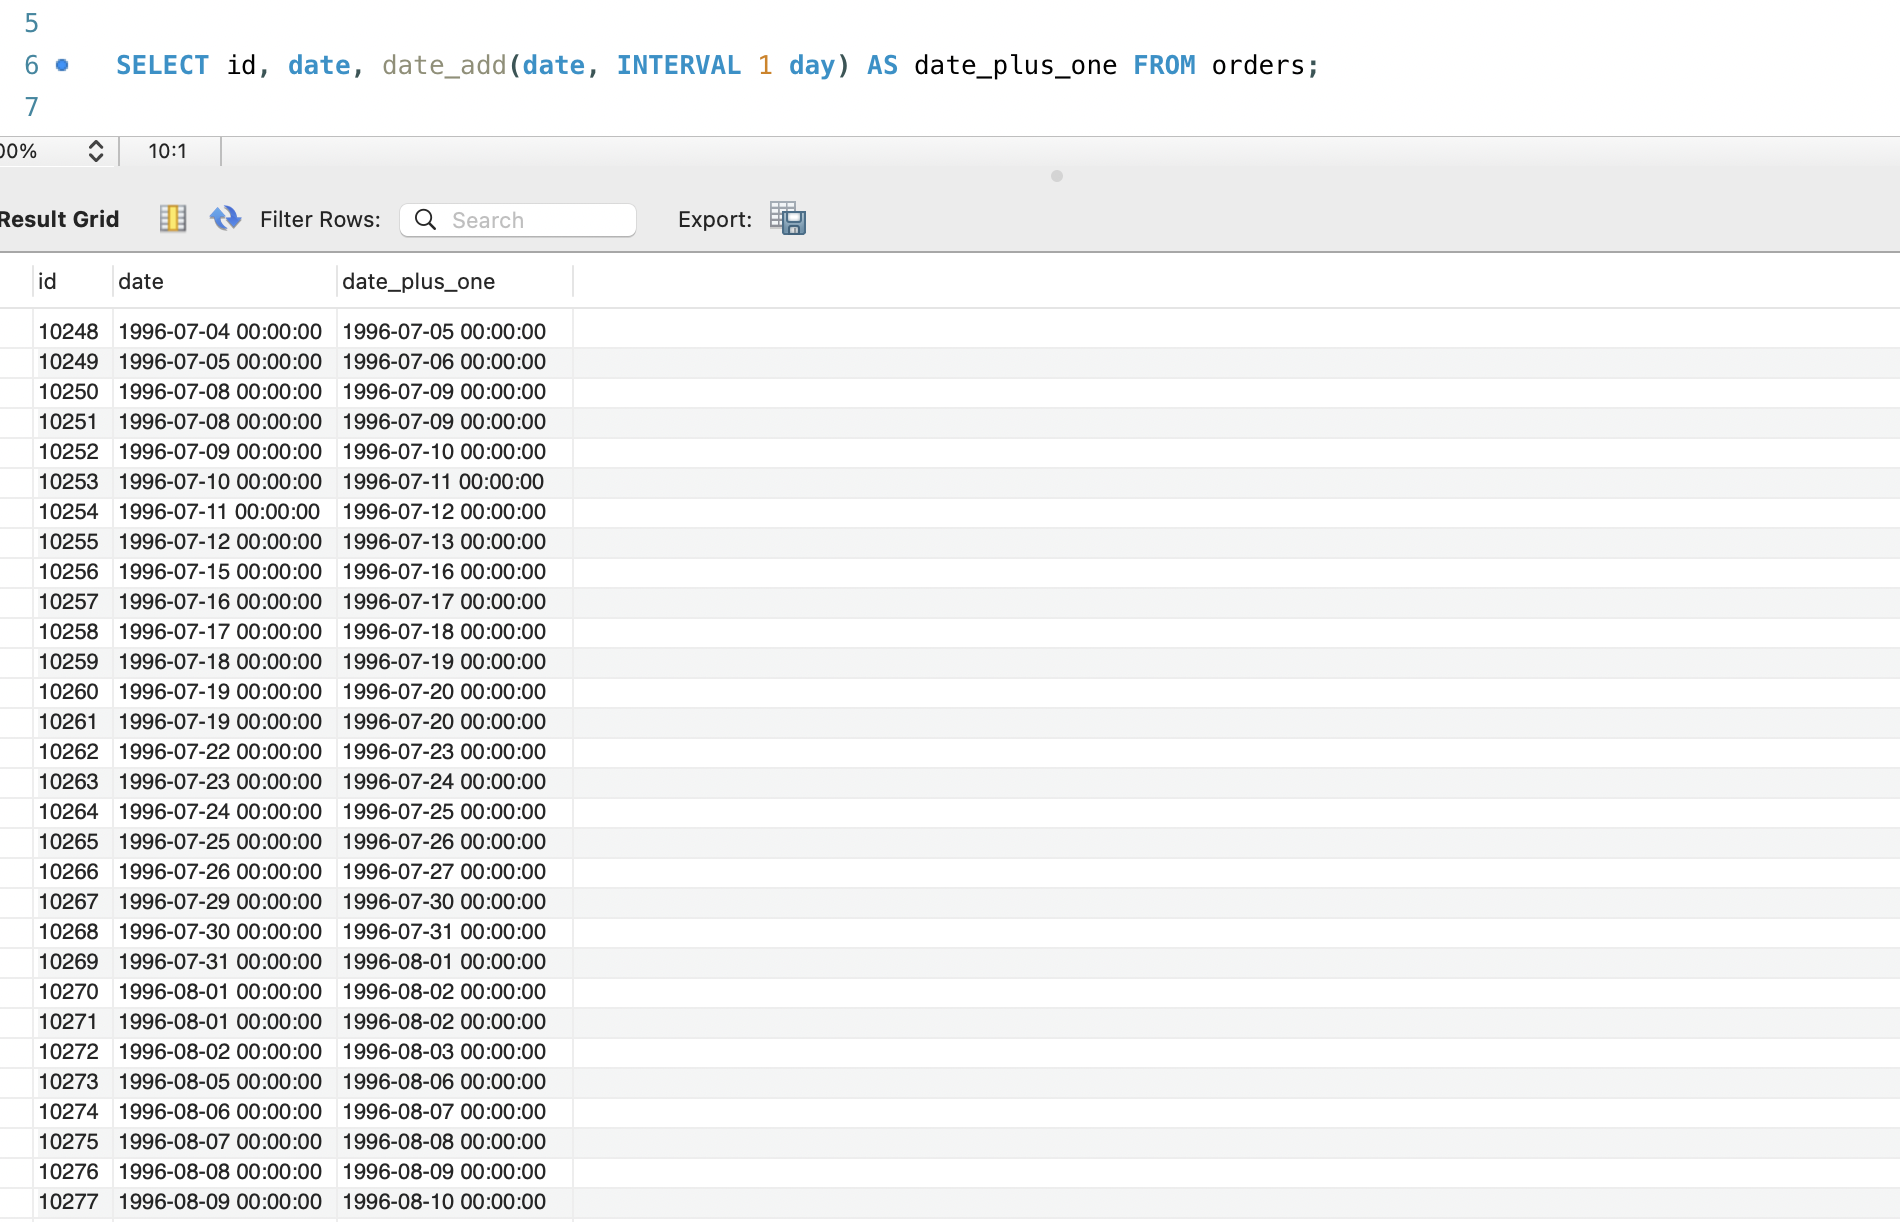 5
6 SELECT id, date, date_add(date, INTERVAL 1 day) AS date_plus_one FROM orders;
7
00% 10:1
Result Grid Filter Rows: Search Export:
id date date_plus_one
10248 1996-07-04 00:00:00 1996-07-05 00:00:00
10249 1996-07-05 00:00:00 1996-07-06 00:00:00
10250 1996-07-08 00:00:00 1996-07-09 00:00:00
10251 1996-07-08 00:00:00 1996-07-09 00:00:00
10252 1996-07-09 00:00:00 1996-07-10 00:00:00
10253 1996-07-10 00:00:00 1996-07-11 00:00:00
10254 1996-07-11 00:00:00 1996-07-12 00:00:00
10255 1996-07-12 00:00:00 1996-07-13 00:00:00
10256 1996-07-15 00:00:00 1996-07-16 00:00:00
10257 1996-07-16 00:00:00 1996-07-17 00:00:00
10258 1996-07-17 00:00:00 1996-07-18 00:00:00
10259 1996-07-18 00:00:00 1996-07-19 00:00:00
10260 1996-07-19 00:00:00 1996-07-20 00:00:00
10261 1996-07-19 00:00:00 1996-07-20 00:00:00
10262 1996-07-22 00:00:00 1996-07-23 00:00:00
10263 1996-07-23 00:00:00 1996-07-24 00:00:00
10264 1996-07-24 00:00:00 1996-07-25 00:00:00
10265 1996-07-25 00:00:00 1996-07-26 00:00:00
10266 1996-07-26 00:00:00 1996-07-27 00:00:00
10267 1996-07-29 00:00:00 1996-07-30 00:00:00
10268 1996-07-30 00:00:00 1996-07-31 00:00:00
10269 1996-07-31 00:00:00 1996-08-01 00:00:00
10270 1996-08-01 00:00:00 1996-08-02 00:00:00
10271 1996-08-01 00:00:00 1996-08-02 00:00:00
10272 1996-08-02 00:00:00 1996-08-03 00:00:00
10273 1996-08-05 00:00:00 1996-08-06 00:00:00
10274 1996-08-06 00:00:00 1996-08-07 00:00:00
10275 1996-08-07 00:00:00 1996-08-08 00:00:00
10276 1996-08-08 00:00:00 1996-08-09 00:00:00
10277 1996-08-09 00:00:00 1996-08-10 00:00:00